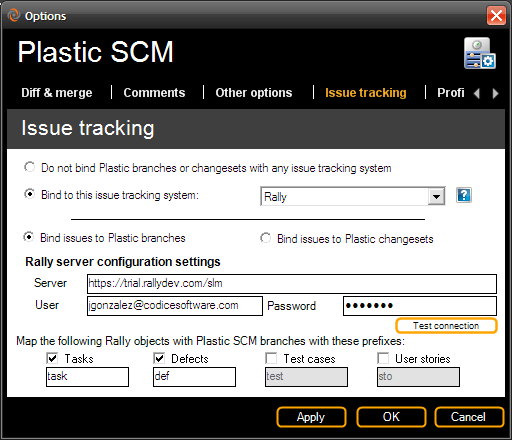 Options
Plastic SCM
Diff & merge Comments Other options Issue tracking Profi
Issue tracking
Do not bind Plastic branches or changesets with any issue tracking system
Bind to this issue tracking system: Rally ?
Bind issues to Plastic branches Bind issues to Plastic changesets
Rally server configuration settings
Server https://trial.rallydev.com/slm
User jgonzalez@codicesoftware.com Password •••••••
Test connection
Map the following Rally objects with Plastic SCM branches with these prefixes:
Tasks Defects Test cases User stories
task def test sto
Apply OK Cancel